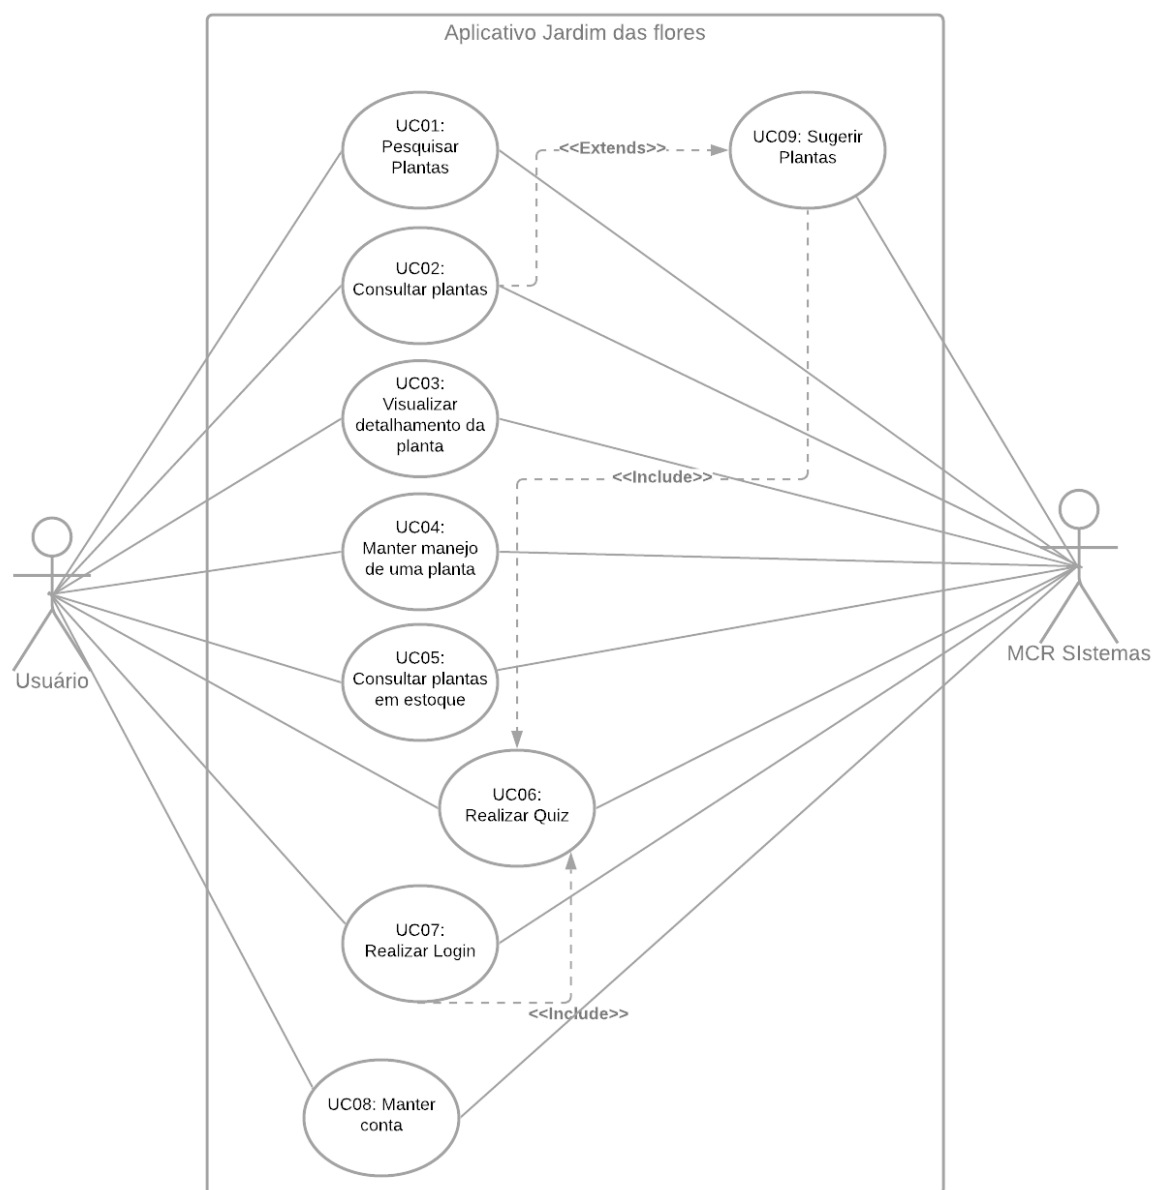 Aplicativo Jardim das flores
UC01:
Pesquisar
Plantas
<<Extends>>
UC09: Sugerir
Plantas
UC02:
Consultar plantas
UC03:
Visualizar
detalhamento da
planta
<<Include>>
UC04:
Manter manejo
de uma planta
Usuário
MCR SIstemas
UC05:
Consultar plantas
em estoque
UC06:
Realizar Quiz
UC07:
Realizar Login
<<Include>>
UC08: Manter
conta